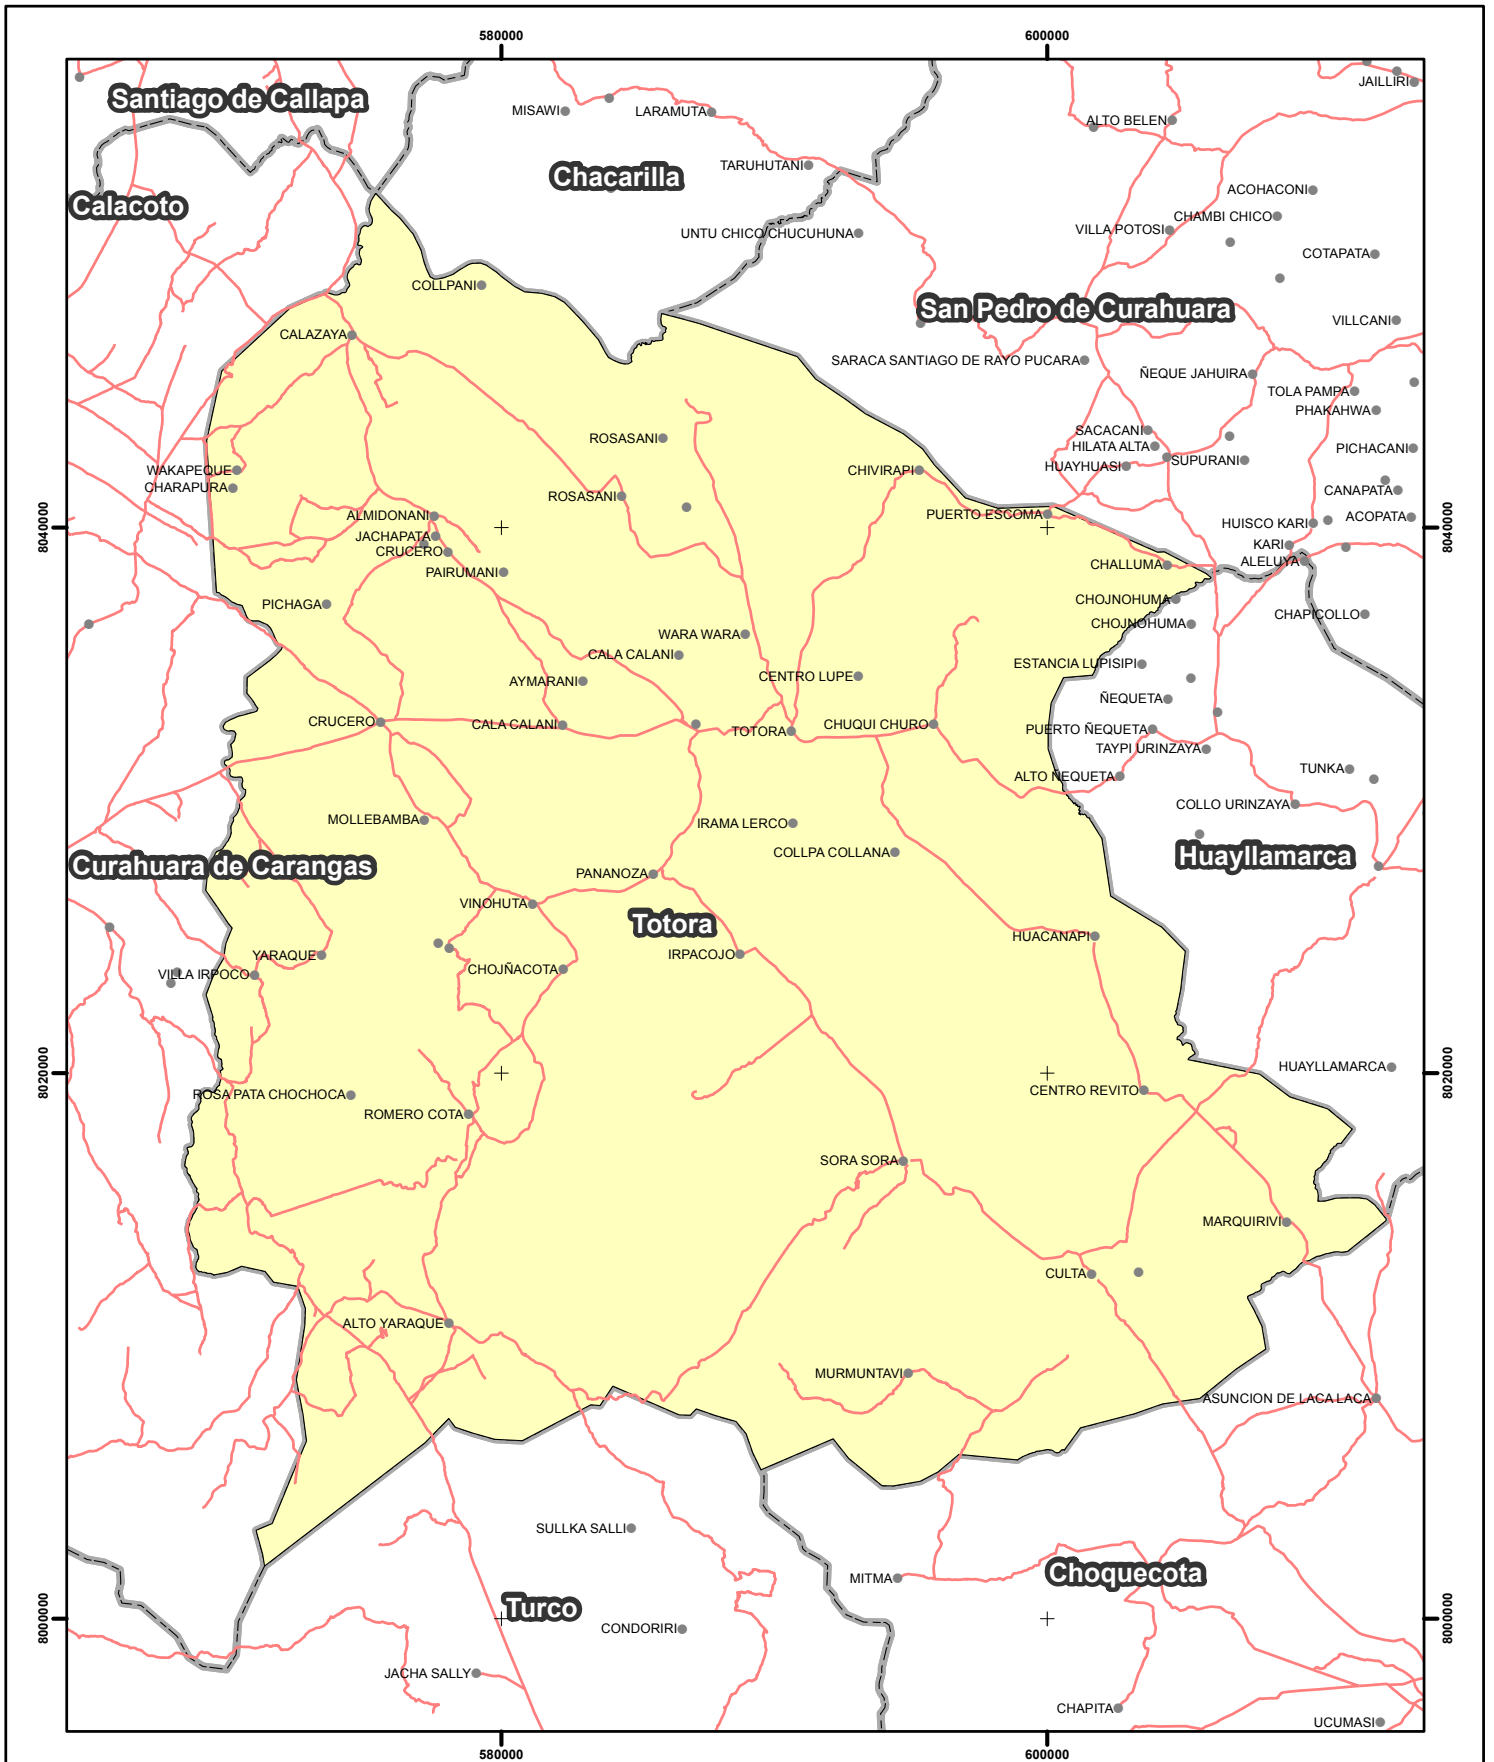 580000
600000
JAILLIRI
Santiago de Callapa
MISAWI
LARAMUTA
ALTO BELEN
TARUHUTANI
Chacarilla
ACOHACONI
Calacoto
CHAMBI CHICO
UNTU CHICO/CHUCUHUNA
VILLA POTOSI
COTAPATA
COLLPANI
San Pedro de Curahuara
VILLCANI
CALAZAYA
SARACA SANTIAGO DE RAYO PUCARA
ÑEQUE JAHUIRA
TOLA PAMPA
PHAKAHWA
SACACANI
ROSASANI
HILATA ALTA
PICHACANI
WAKAPEQUE
CHIVIRAPI
HUAYHUASI
SUPURANI
CHARAPURA
ROSASANI
CANAPATA
ALMIDONANI
PUERTO ESCOMA
HUISCO KARI
ACOPATA
8040000
8040000
JACHAPATA
CRUCERO
KARI
ALELUYA
PAIRUMANI
CHALLUMA
PICHAGA
CHOJNOHUMA
CHAPICOLLO
CHOJNOHUMA
WARA WARA
CALA CALANI
ESTANCIA LUPISIPI
AYMARANI
CENTRO LUPE
ÑEQUETA
CRUCERO
CALA CALANI
TOTORA
CHUQUI CHURO
PUERTO ÑEQUETA
TAYPI URINZAYA
ALTO ÑEQUETA
TUNKA
COLLO URINZAYA
MOLLEBAMBA
IRAMA LERCO
COLLPA COLLANA
Huayllamarca
Curahuara de Carangas
PANANOZA
VINOHUTA
Totora
HUACANAPI
YARAQUE
IRPACOJO
VILLA IRPOCO
CHOJÑACOTA
HUAYLLAMARCA
8020000
8020000
ROSA PATA CHOCHOCA
CENTRO REVITO
ROMERO COTA
SORA SORA
MARQUIRIVI
CULTA
ALTO YARAQUE
MURMUNTAVI
ASUNCION DE LACA LACA
SULLKA SALLI
MITMA
Choquecota
Turco
8000000
8000000
CONDORIRI
JACHA SALLY
CHAPITA
UCUMASI
580000
600000